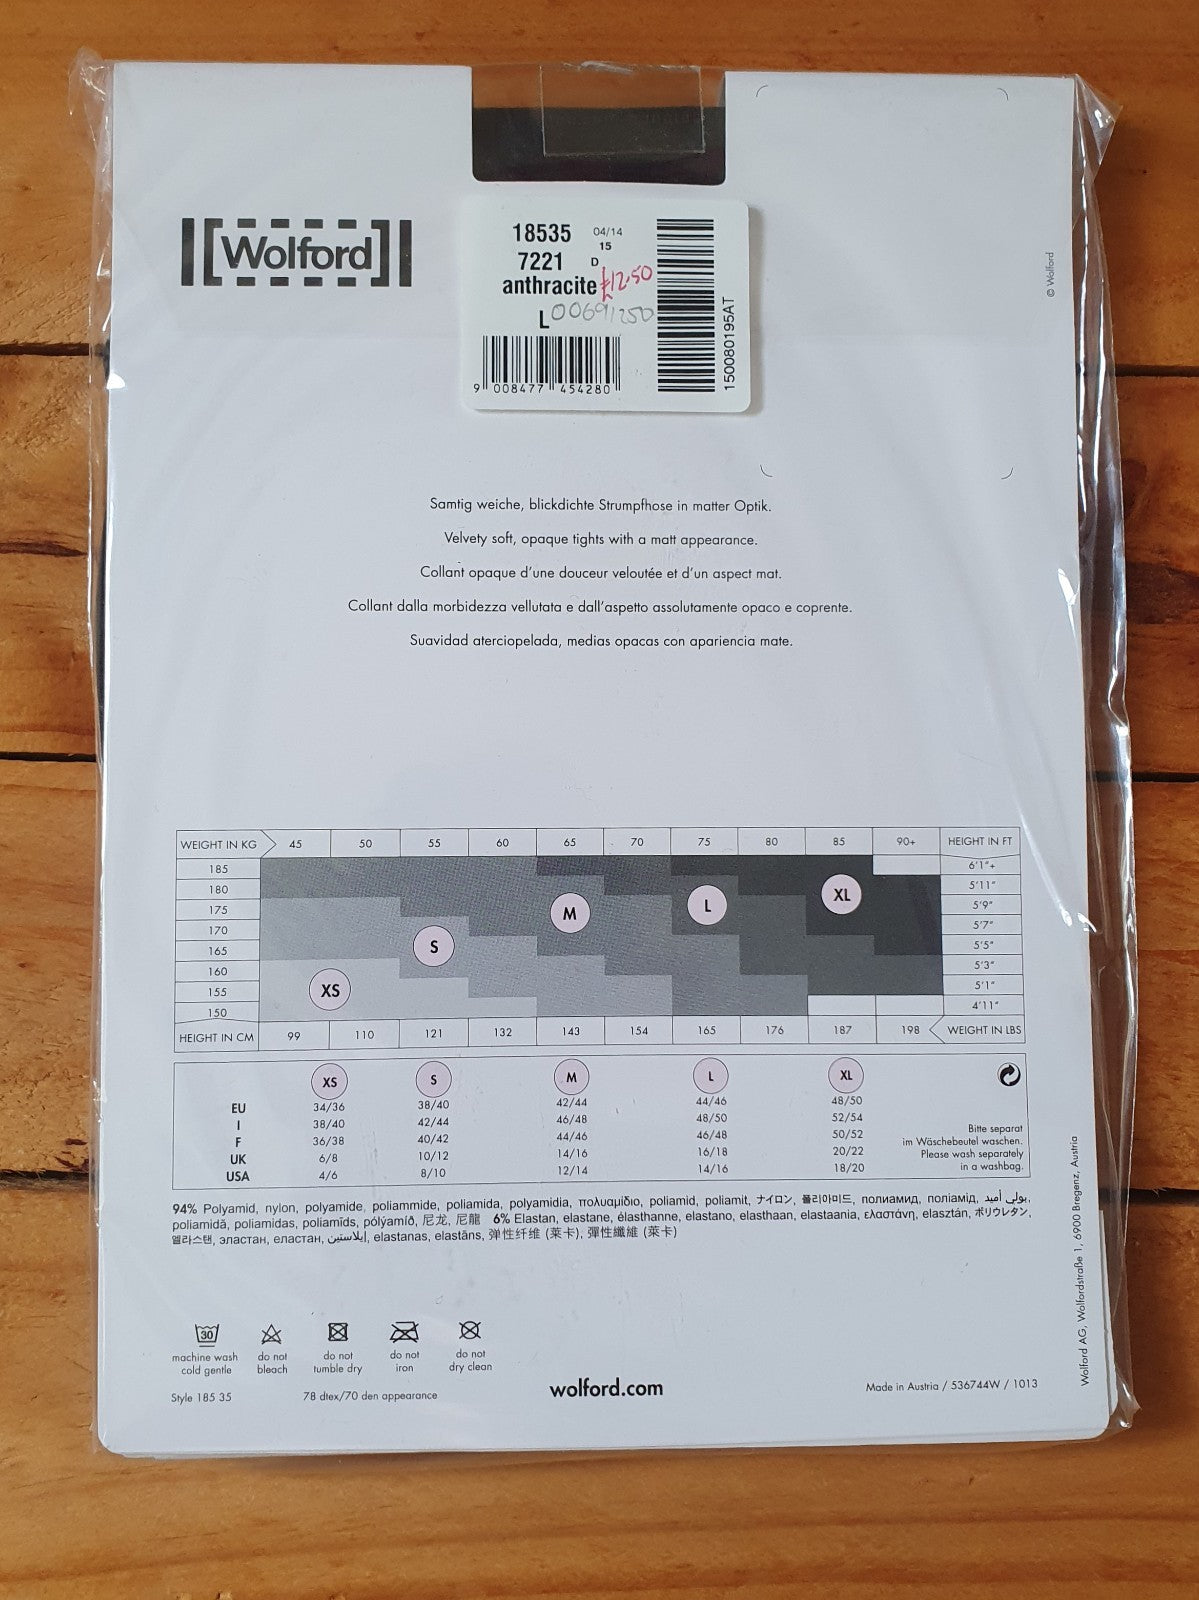 Wolford
18535 04/14
15
7221 D
anthracite £12.50
L 00691250
9 008477 454280
150080195AT
© Wolford
Samtig weiche, blickdichte Strumpfhose in matter Optik.
Velvety soft, opaque tights with a matt appearance.
Collant opaque d'une douceur veloutée et d'un aspect mat.
Collant dalla morbidezza vellutata e dall'aspetto assolutamente opaco e coprente.
Suavidad aterciopelada, medias opacas con apariencia mate.
WEIGHT IN KG 45 50 55 60 65 70 75 80 85 90+ HEIGHT IN FT
185 6'1"+
180 5'11"
175 5'9"
170 5'7"
165 5'5"
160 5'3"
155 5'1"
150 4'11"
XS S M L XL
HEIGHT IN CM 99 110 121 132 143 154 165 176 187 198 WEIGHT IN LBS
XS S M L XL
EU 34/36 38/40 42/44 44/46 48/50
I 38/40 42/44 46/48 48/50 52/54
F 36/38 40/42 44/46 46/48 50/52
UK 6/8 10/12 14/16 16/18 20/22
USA 4/6 8/10 12/14 14/16 18/20
Bitte separat
im Wäschebeutel waschen.
Please wash separately
in a washbag.
94% Polyamid, nylon, polyamide, poliammide, poliamida, polyamidia, πολυαμίδιο, poliamid, poliamit, ナイロン, 폴리아미드, полиамид, поліамід, بولي أميد,
poliamidă, poliamidas, poliamīds, pólýamíð, 尼龙, 尼龍 6% Elastan, elastane, élasthanne, elastano, elasthaan, elastaania, ελαστάνη, elasztán, ポリウレタン,
엘라스탄, эластан, еластан, إيلاستين, elastanas, elastāns, 弹性纤维 (莱卡), 彈性纖維 (萊卡)
30
machine wash
cold gentle
do not
bleach
do not
tumble dry
do not
iron
do not
dry clean
Style 185 35 78 dtex/70 den appearance
wolford.com
Made in Austria / 536744W / 1013
Wolford AG, Wolfordstraße 1, 6900 Bregenz, Austria